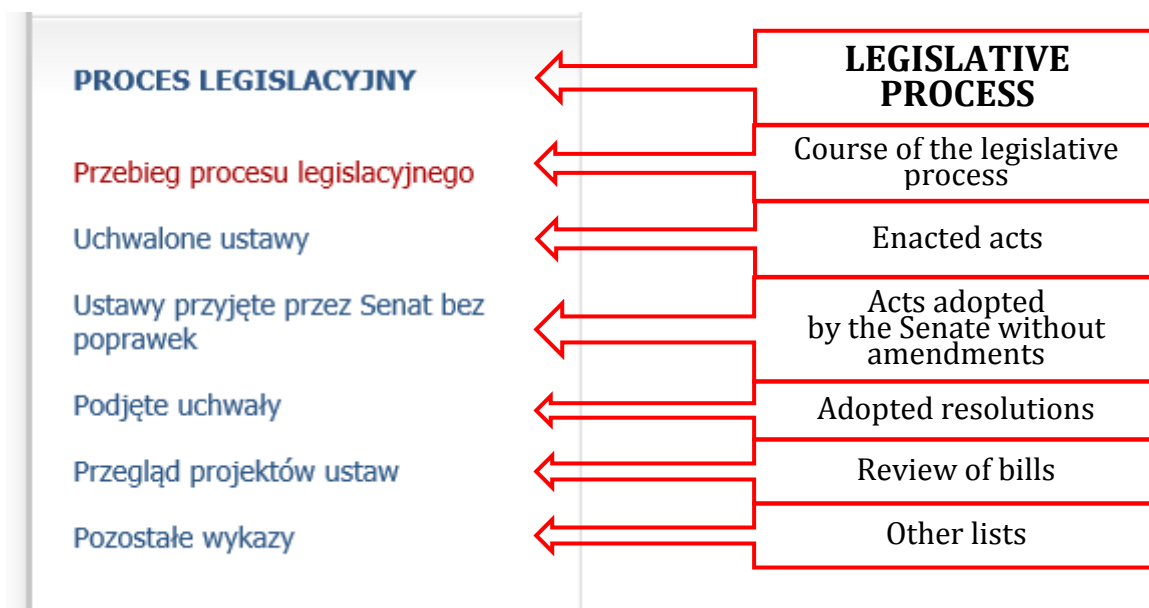 PROCES LEGISLACYJNY
LEGISLATIVE
PROCESS
Przebieg procesu legislacyjnego
Course of the legislative
process
Uchwalone ustawy
Enacted acts
Ustawy przyjęte przez Senat bez
poprawek
Acts adopted
by the Senate without
amendments
Podjęte uchwały
Adopted resolutions
Przegląd projektów ustaw
Review of bills
Pozostałe wykazy
Other lists